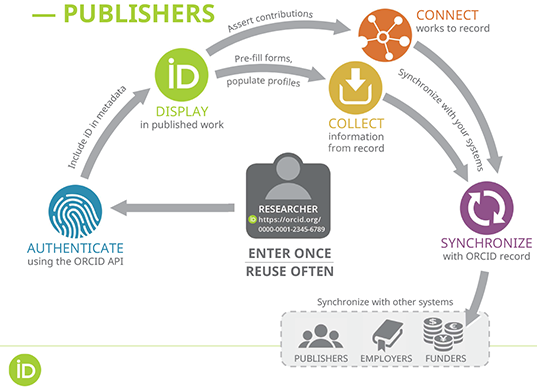 — PUBLISHERS
Assert contributions
CONNECT
works to record
iD
Pre-fill forms,
populate profiles
DISPLAY
in published work
COLLECT
information
from record
Synchronize with your systems
Include iD in metadata
RESEARCHER
iD https://orcid.org/
0000-0001-2345-6789
AUTHENTICATE
using the ORCID API
ENTER ONCE
REUSE OFTEN
SYNCHRONIZE
with ORCID record
Synchronize with other systems
PUBLISHERS EMPLOYERS FUNDERS
iD